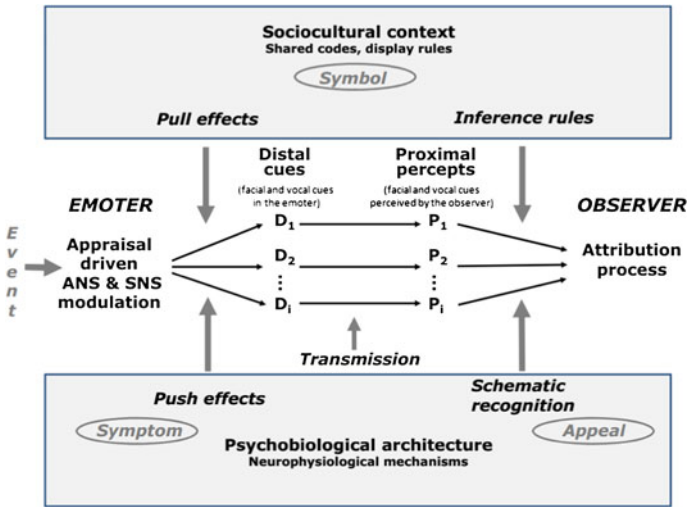 Sociocultural context
Shared codes, display rules
Symbol
Pull effects
Inference rules
Distal
cues
(facial and vocal cues
in the emoter)
Proximal
percepts
(facial and vocal cues
perceived by the observer)
EMOTER
OBSERVER
Event
Appraisal
driven
ANS & SNS
modulation
D1
P1
D2
P2
Di
Pi
Attribution
process
Transmission
Push effects
Schematic
recognition
Symptom
Appeal
Psychobiological architecture
Neurophysiological mechanisms